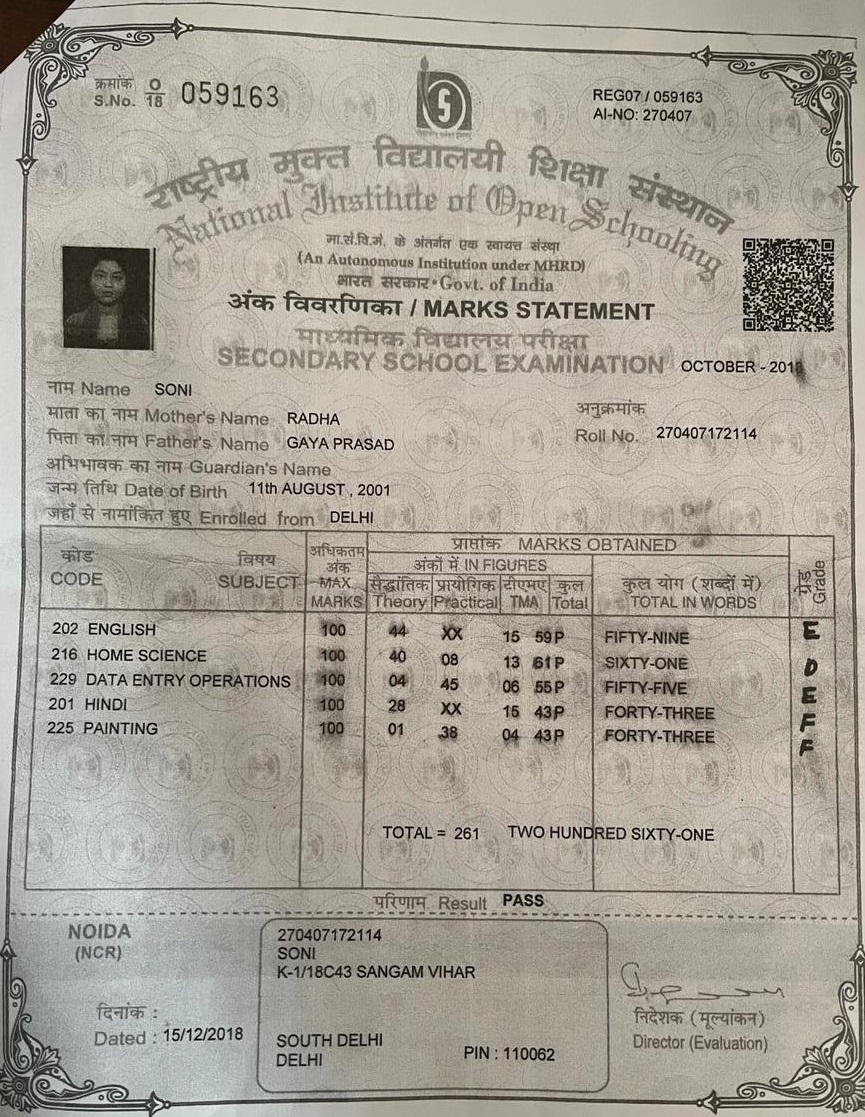 क्रमांक
S.No. O/18 059163
REG07 / 059163
AI-NO: 270407
राष्ट्रीय मुक्त विद्यालयी शिक्षा संस्थान
National Institute of Open Schooling
मा.सं.वि.मं. के अंतर्गत एक स्वायत्त संस्था
(An Autonomous Institution under MHRD)
भारत सरकार • Govt. of India
अंक विवरणिका / MARKS STATEMENT
माध्यमिक विद्यालय परीक्षा
SECONDARY SCHOOL EXAMINATION OCTOBER - 2018
नाम Name SONI
माता का नाम Mother's Name RADHA
अनुक्रमांक
Roll No. 270407172114
पिता का नाम Father's Name GAYA PRASAD
अभिभावक का नाम Guardian's Name
जन्म तिथि Date of Birth 11th AUGUST , 2001
जहाँ से नामांकित हुए Enrolled from DELHI
कोड CODE
विषय SUBJECT
अधिकतम अंक MAX. MARKS
प्राप्तांक MARKS OBTAINED
अंकों में IN FIGURES
सैद्धांतिक Theory
प्रायोगिक Practical
टीएमए TMA
कुल Total
कुल योग (शब्दों में) TOTAL IN WORDS
ग्रेड Grade
202 ENGLISH 100 44 XX 15 59P FIFTY-NINE E
216 HOME SCIENCE 100 40 08 13 61P SIXTY-ONE D
229 DATA ENTRY OPERATIONS 100 04 45 06 55P FIFTY-FIVE E
201 HINDI 100 28 XX 15 43P FORTY-THREE F
225 PAINTING 100 01 38 04 43P FORTY-THREE F
TOTAL = 261 TWO HUNDRED SIXTY-ONE
परिणाम Result PASS
NOIDA
(NCR)
दिनांक :
Dated : 15/12/2018
270407172114
SONI
K-1/18C43 SANGAM VIHAR
SOUTH DELHI
DELHI PIN : 110062
निदेशक (मूल्यांकन)
Director (Evaluation)